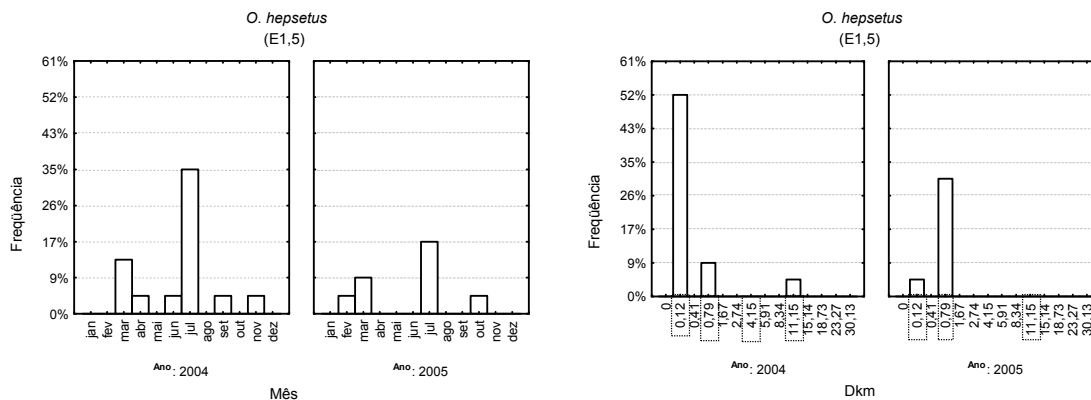 O. hepsetus
(E1,5)
61%
52%
43%
35%
26%
17%
9%
0%
Freqüência
jan
fev
mar
abr
mai
jun
jul
ago
set
out
nov
dez
jan
fev
mar
abr
mai
jun
jul
ago
set
out
nov
dez
Ano: 2004
Ano: 2005
Mês
O. hepsetus
(E1,5)
61%
52%
43%
35%
26%
17%
9%
0%
Freqüência
0
0,12
0,41
0,79
1,67
2,74
4,15
5,91
8,34
11,15
15,14
18,73
23,27
30,13
0
0,12
0,41
0,79
1,67
2,74
4,15
5,91
8,34
11,15
15,14
18,73
23,27
30,13
Ano: 2004
Ano: 2005
Dkm